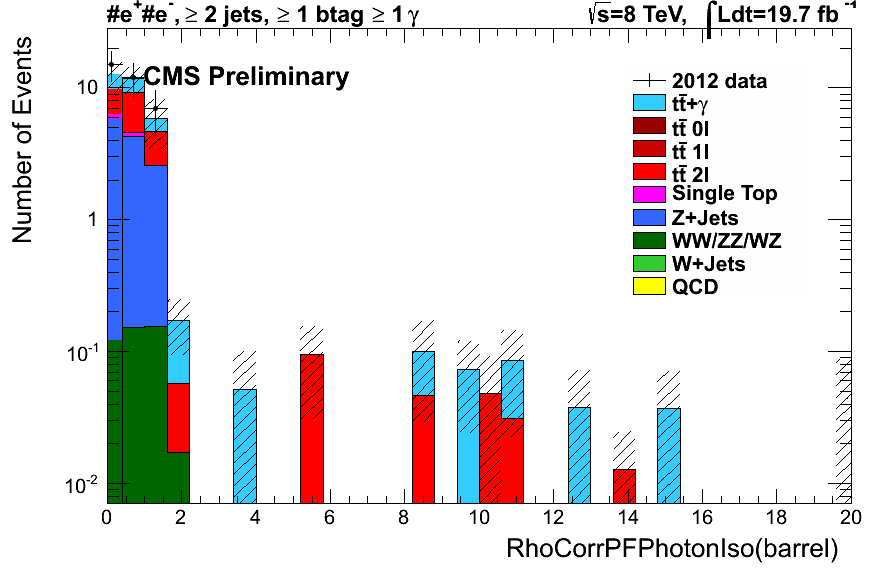 #e⁺#e⁻, ≥ 2 jets, ≥ 1 btag ≥ 1 γ
√s=8 TeV, ∫Ldt=19.7 fb⁻¹
CMS Preliminary
2012 data
tt̄+γ
tt̄ 0l
tt̄ 1l
tt̄ 2l
Single Top
Z+Jets
WW/ZZ/WZ
W+Jets
QCD
Number of Events
10
1
10⁻¹
10⁻²
0 2 4 6 8 10 12 14 16 18 20
RhoCorrPFPhotonIso(barrel)